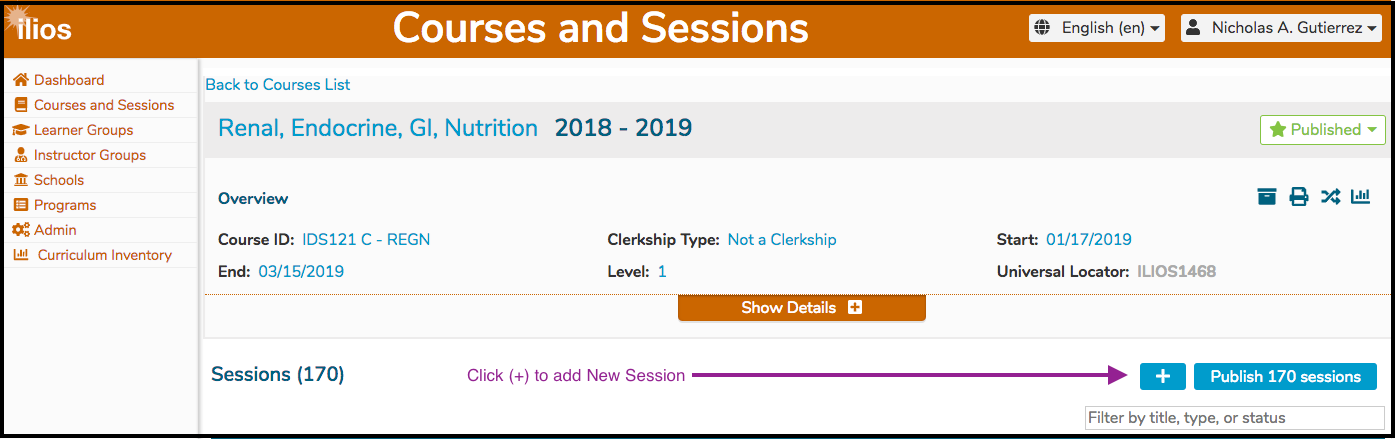 ilios
Courses and Sessions
English (en)
Nicholas A. Gutierrez
Dashboard
Courses and Sessions
Learner Groups
Instructor Groups
Schools
Programs
Admin
Curriculum Inventory
Back to Courses List
Renal, Endocrine, GI, Nutrition 2018 - 2019
Published
Overview
Course ID: IDS121 C - REGN
Clerkship Type: Not a Clerkship
Start: 01/17/2019
End: 03/15/2019
Level: 1
Universal Locator: ILIOS1468
Show Details +
Sessions (170)
Click (+) to add New Session
+
Publish 170 sessions
Filter by title, type, or status